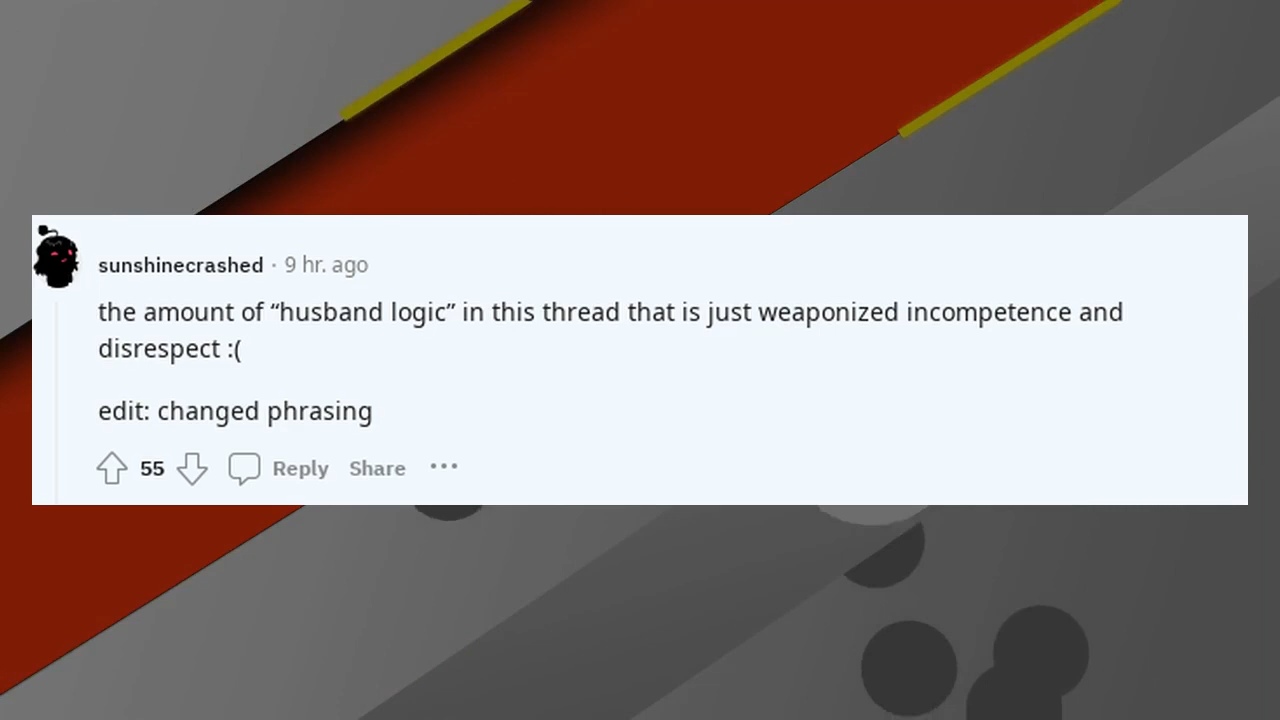 sunshinecrashed · 9 hr. ago
the amount of “husband logic” in this thread that is just weaponized incompetence and
disrespect :(
edit: changed phrasing
55 Reply Share ···